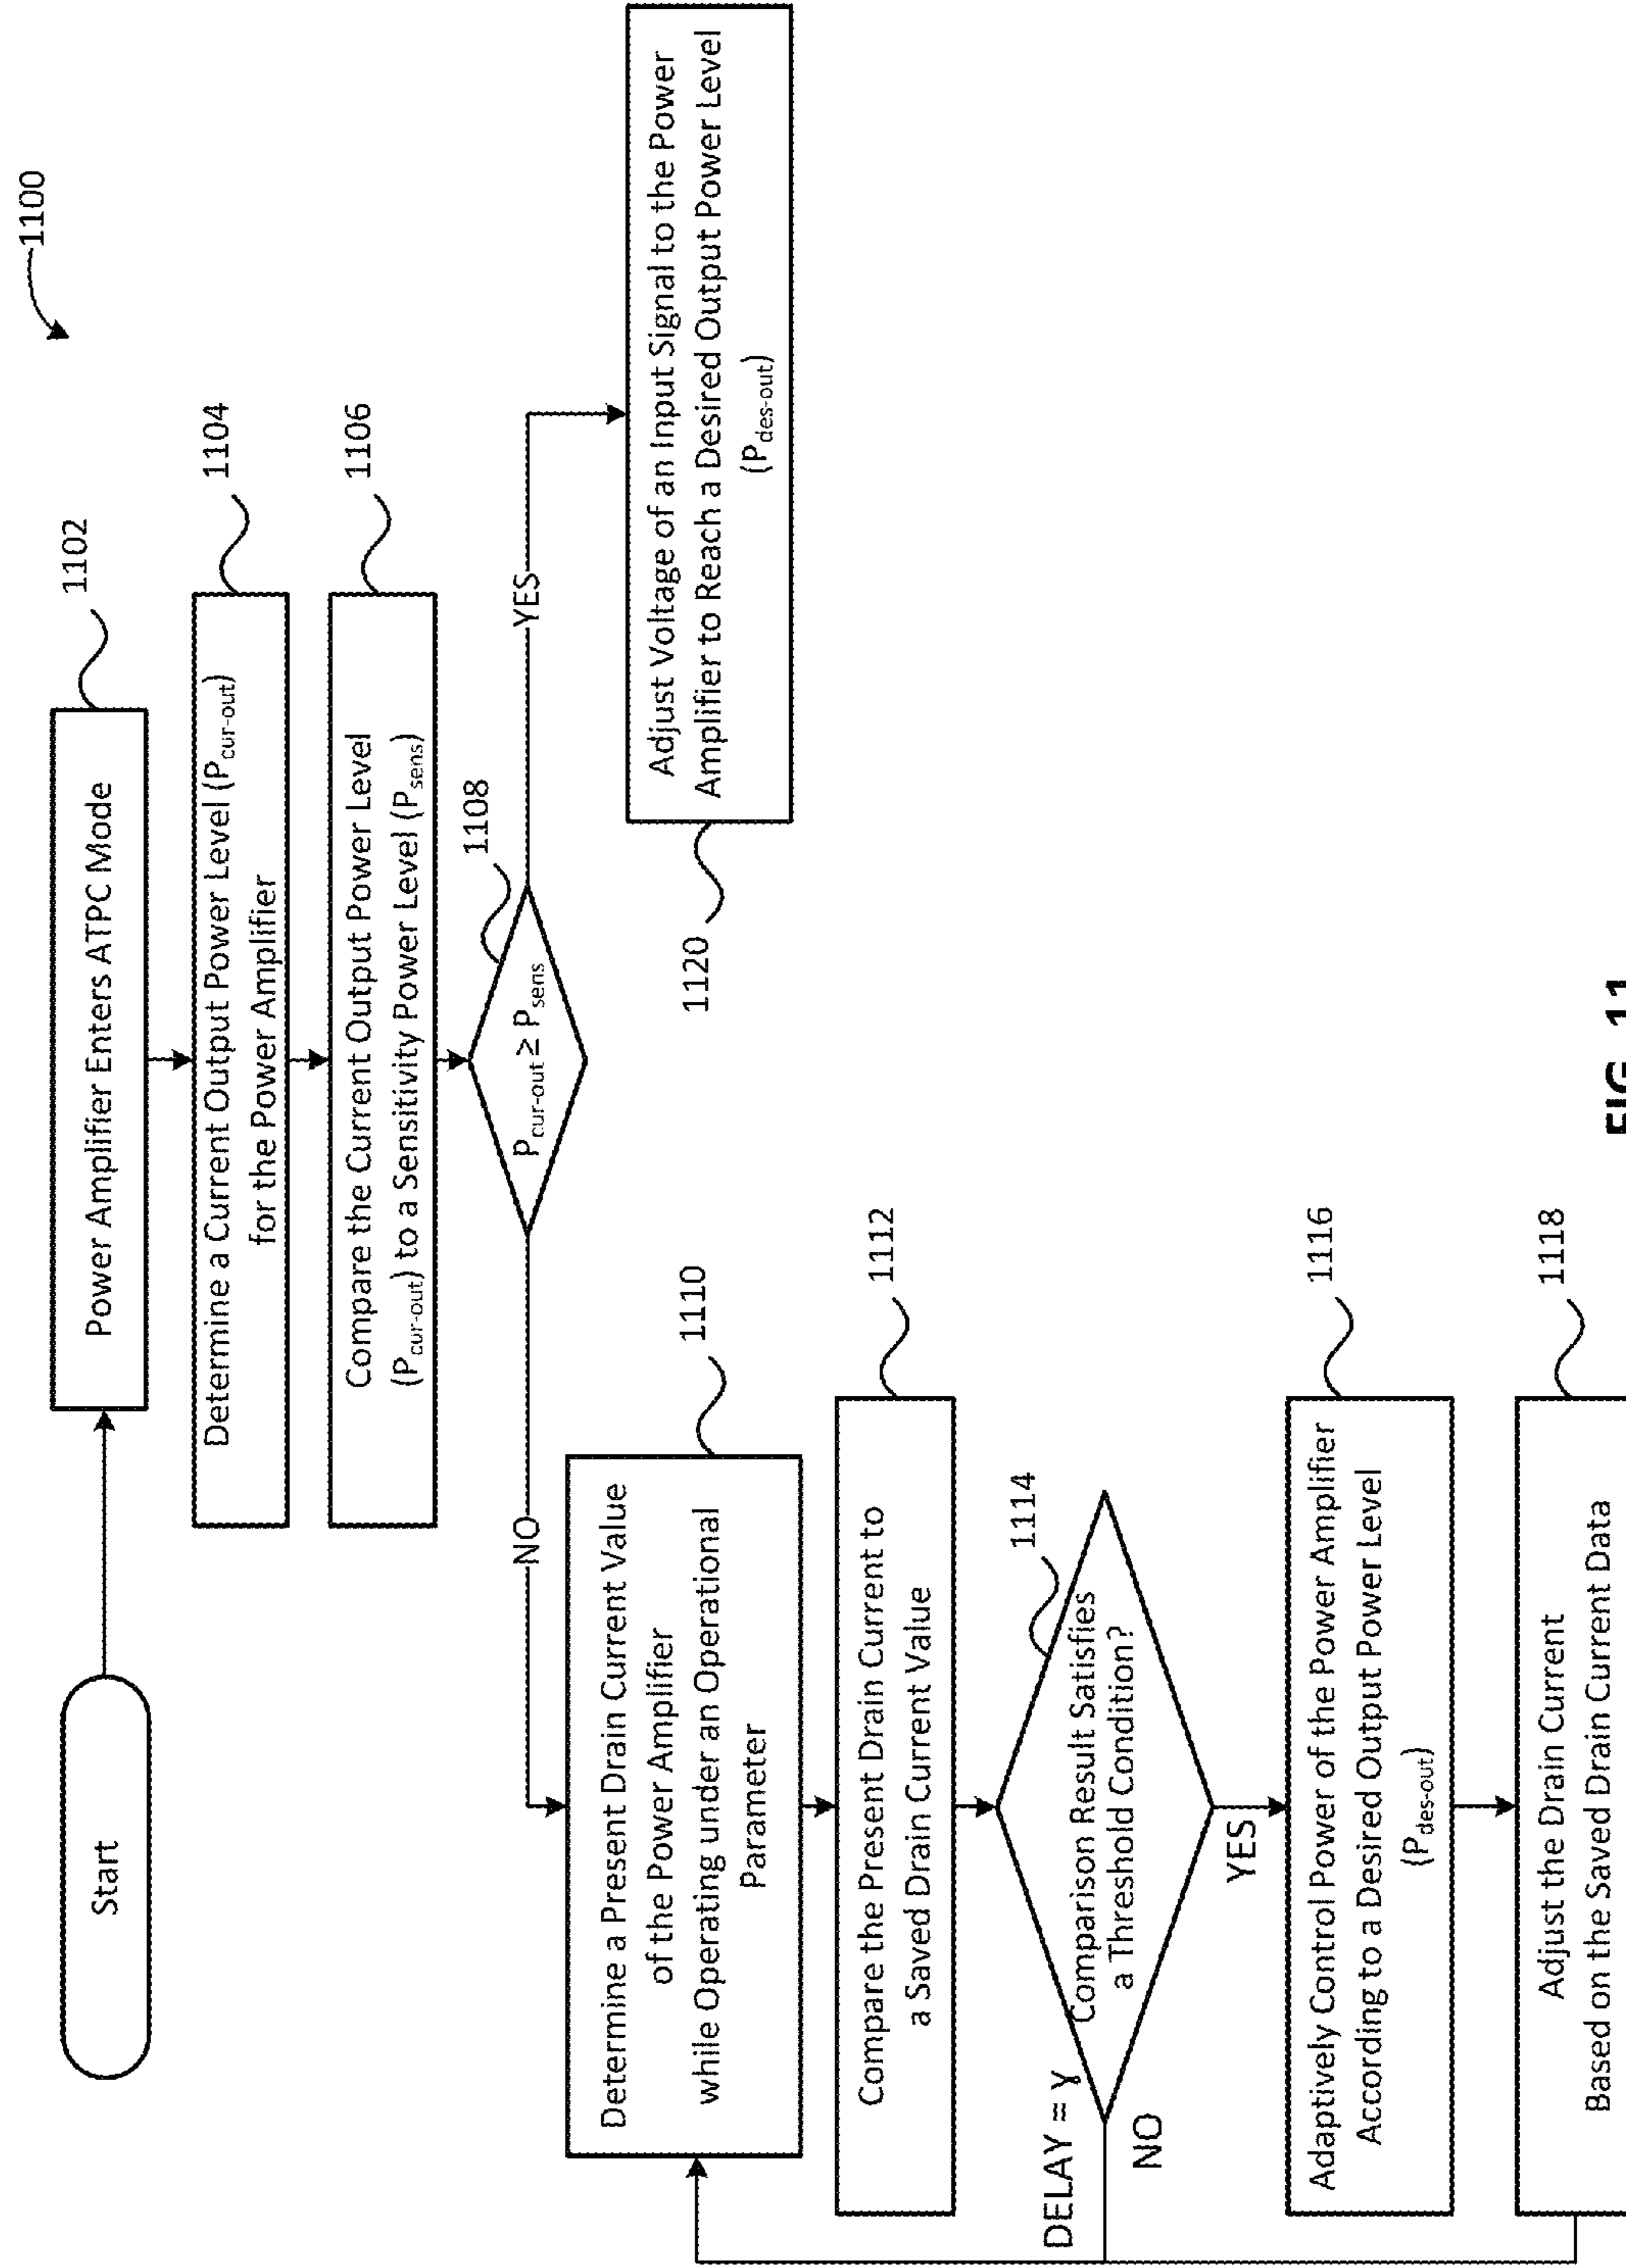 1100
Start
Power Amplifier Enters ATPC Mode
1102
Determine a Current Output Power Level (Pcur-out)
for the Power Amplifier
1104
Compare the Current Output Power Level
(Pcur-out) to a Sensitivity Power Level (Psens)
1106
Pcur-out ≥ Psens
1108
NO
YES
Determine a Present Drain Current Value
of the Power Amplifier
while Operating under an Operational
Parameter
1110
Adjust Voltage of an Input Signal to the Power
Amplifier to Reach a Desired Output Power Level
(Pdes-out)
1120
Compare the Present Drain Current to
a Saved Drain Current Value
1112
Comparison Result Satisfies
a Threshold Condition?
1114
DELAY = γ
NO
YES
Adaptively Control Power of the Power Amplifier
According to a Desired Output Power Level
(Pdes-out)
1116
Adjust the Drain Current
Based on the Saved Drain Current Data
1118
FIG. 11